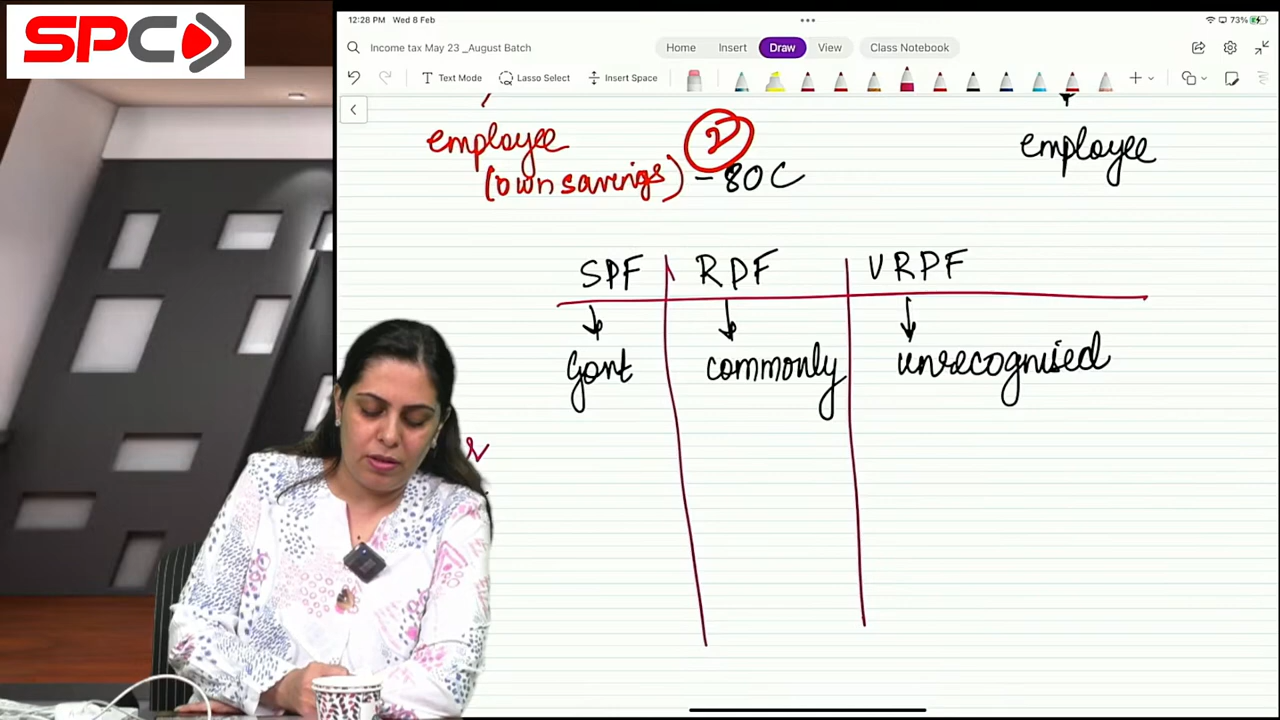 SPC
12:28 PM Wed 8 Feb
73%
Income tax May 23 _August Batch
Home Insert Draw View Class Notebook
Text Mode Lasso Select Insert Space
employee
(own savings) - 80C
2
employee
SPF RPF URPF
Govt commonly unrecognised